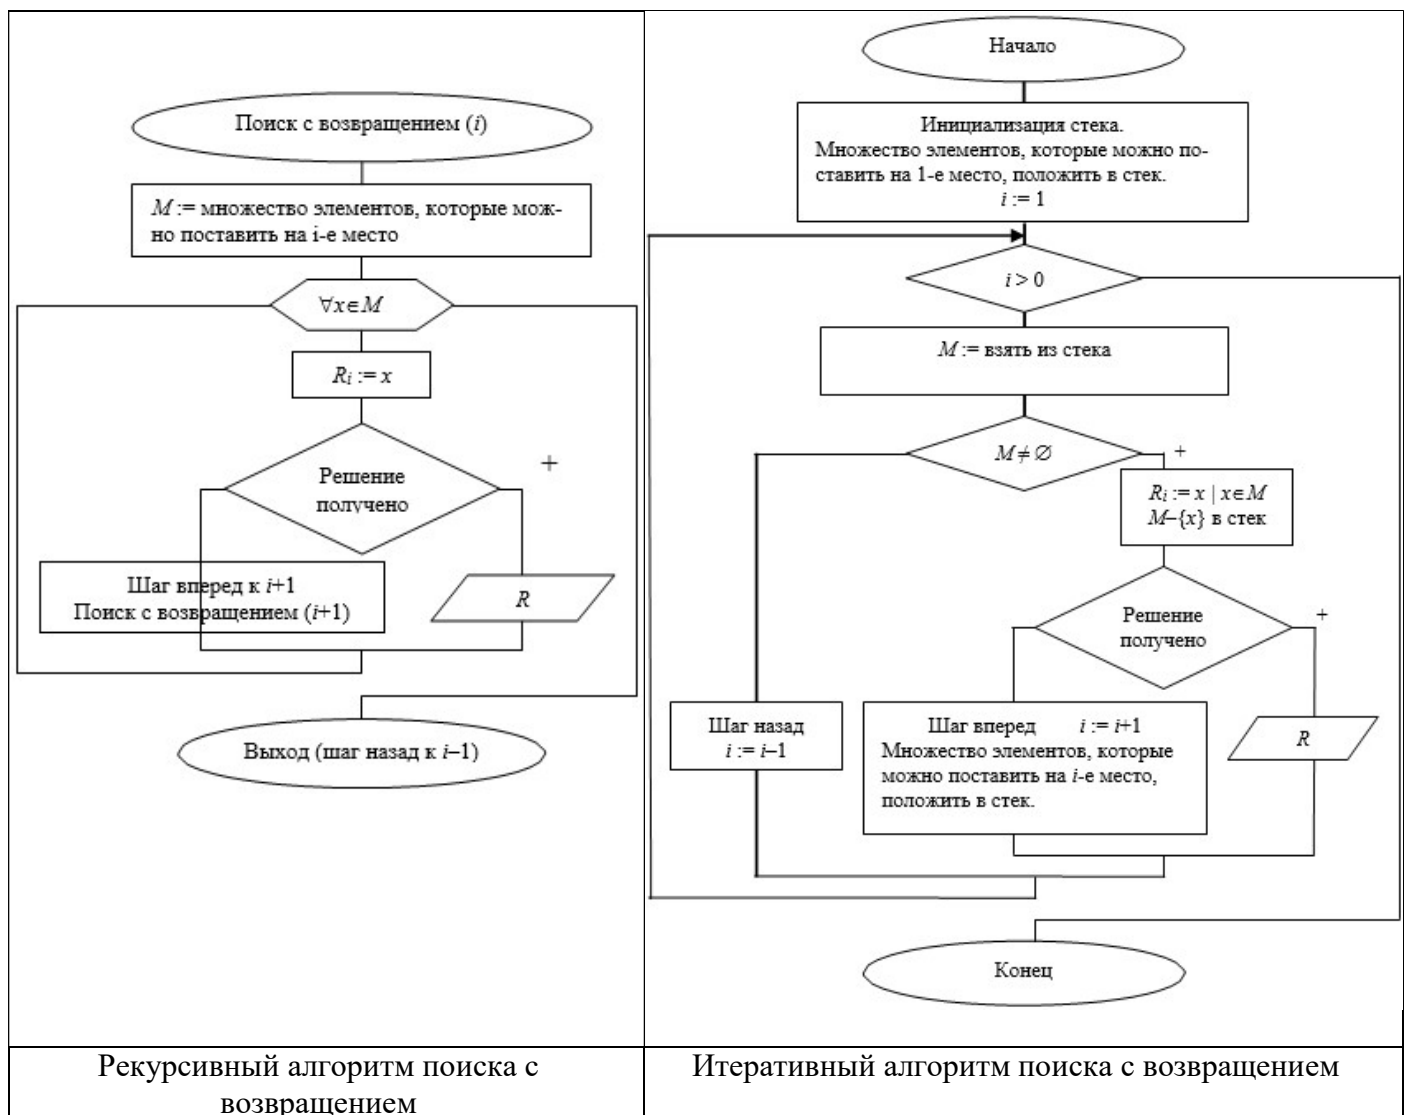 Поиск с возвращением (i)
M := множество элементов, которые мож-
но поставить на i-е место
∀x∈M
Ri := x
Решение
получено
+
Шаг вперед к i+1
Поиск с возвращением (i+1)
R
Выход (шаг назад к i–1)
Рекурсивный алгоритм поиска с
возвращением
Начало
Инициализация стека.
Множество элементов, которые можно по-
ставить на 1-е место, положить в стек.
i := 1
i > 0
M := взять из стека
M ≠ ∅
+
Ri := x | x∈M
M–{x} в стек
Решение
получено
+
Шаг назад
i := i–1
Шаг вперед i := i+1
Множество элементов, которые
можно поставить на i-е место,
положить в стек.
R
Конец
Итеративный алгоритм поиска с возвращением